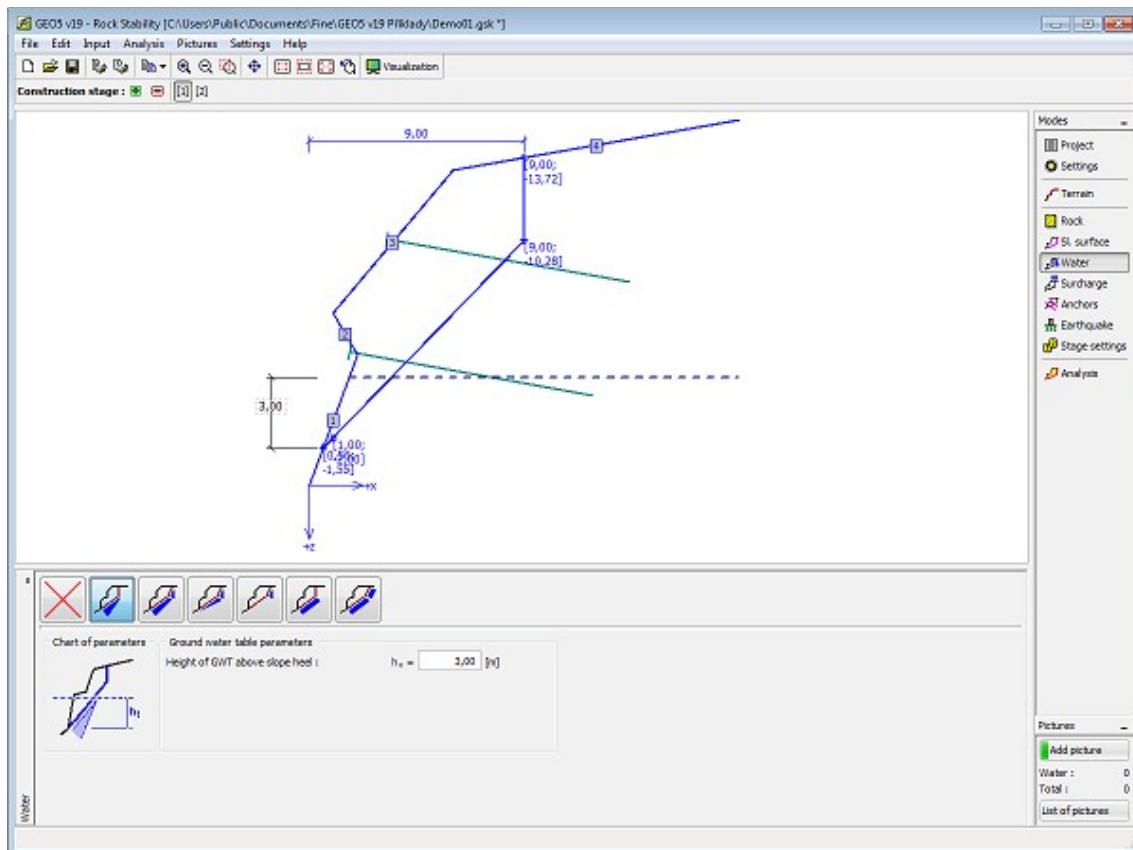 GEO5 v19 - Rock Stability [C:\Users\Public\Documents\Fine\GEO5 v19 Příklady\Demo01.gsk *]
File Edit Input Analysis Pictures Settings Help
Visualization
Construction stage : [1] [2]
9,00
4
[9,00;
-13,72]
3
[9,00;
-10,28]
2
3,00
1
[1,00;
-1,55]
+x
+z
Modes
Project
Settings
Terrain
Rock
Sl. surface
Water
Surcharge
Anchors
Earthquake
Stage settings
Analysis
Chart of parameters
Ground water table parameters
Height of GWT above slope heel :
3,00 [m]
Water
Pictures
Add picture
Water : 0
Total : 0
List of pictures